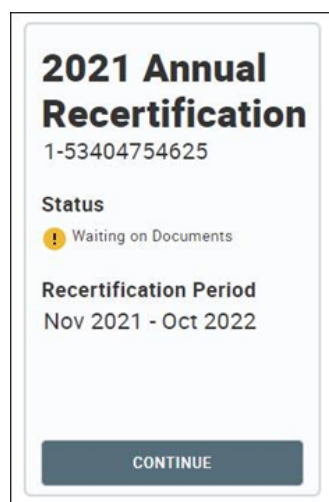 2021 Annual
Recertification
1-53404754625
Status
! Waiting on Documents
Recertification Period
Nov 2021 - Oct 2022
CONTINUE